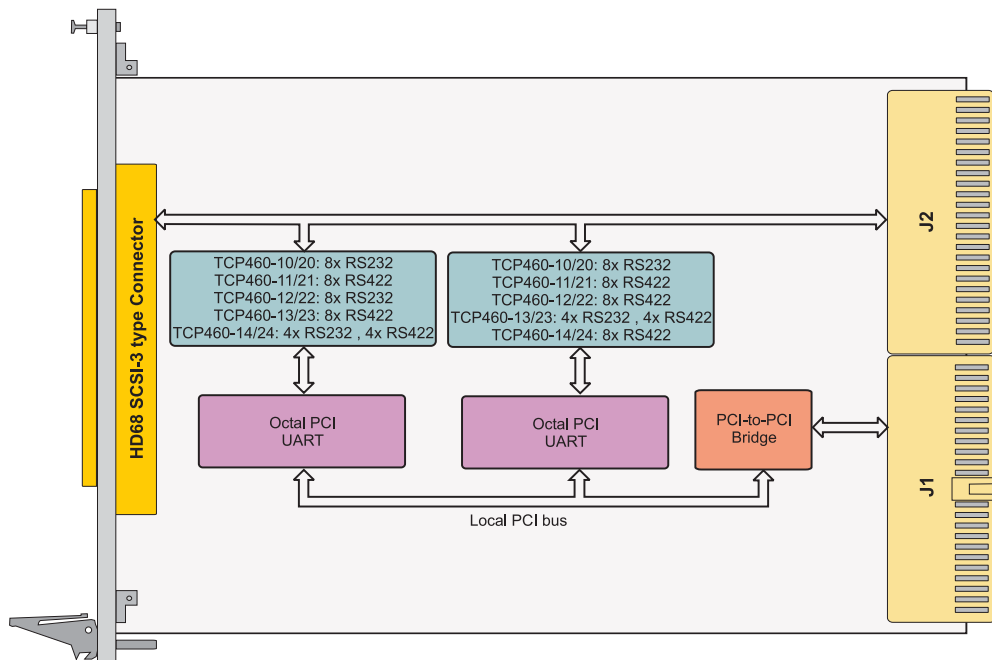 HD68 SCSI-3 type Connector
J2
TCP460-10/20: 8x RS232
TCP460-11/21: 8x RS422
TCP460-12/22: 8x RS232
TCP460-13/23: 8x RS422
TCP460-14/24: 4x RS232 , 4x RS422
TCP460-10/20: 8x RS232
TCP460-11/21: 8x RS422
TCP460-12/22: 8x RS422
TCP460-13/23: 4x RS232 , 4x RS422
TCP460-14/24: 8x RS422
Octal PCI
UART
Octal PCI
UART
PCI-to-PCI
Bridge
J1
Local PCI bus